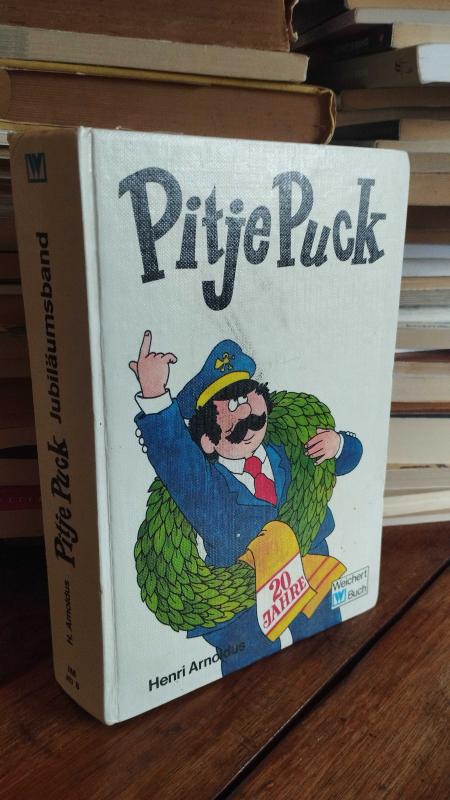 Pitje Puck
20
JAHRE
Henri Arnoldus
Weichert
W Buch
W
H. Arnoldus Pitje Puck Jubiläumsband